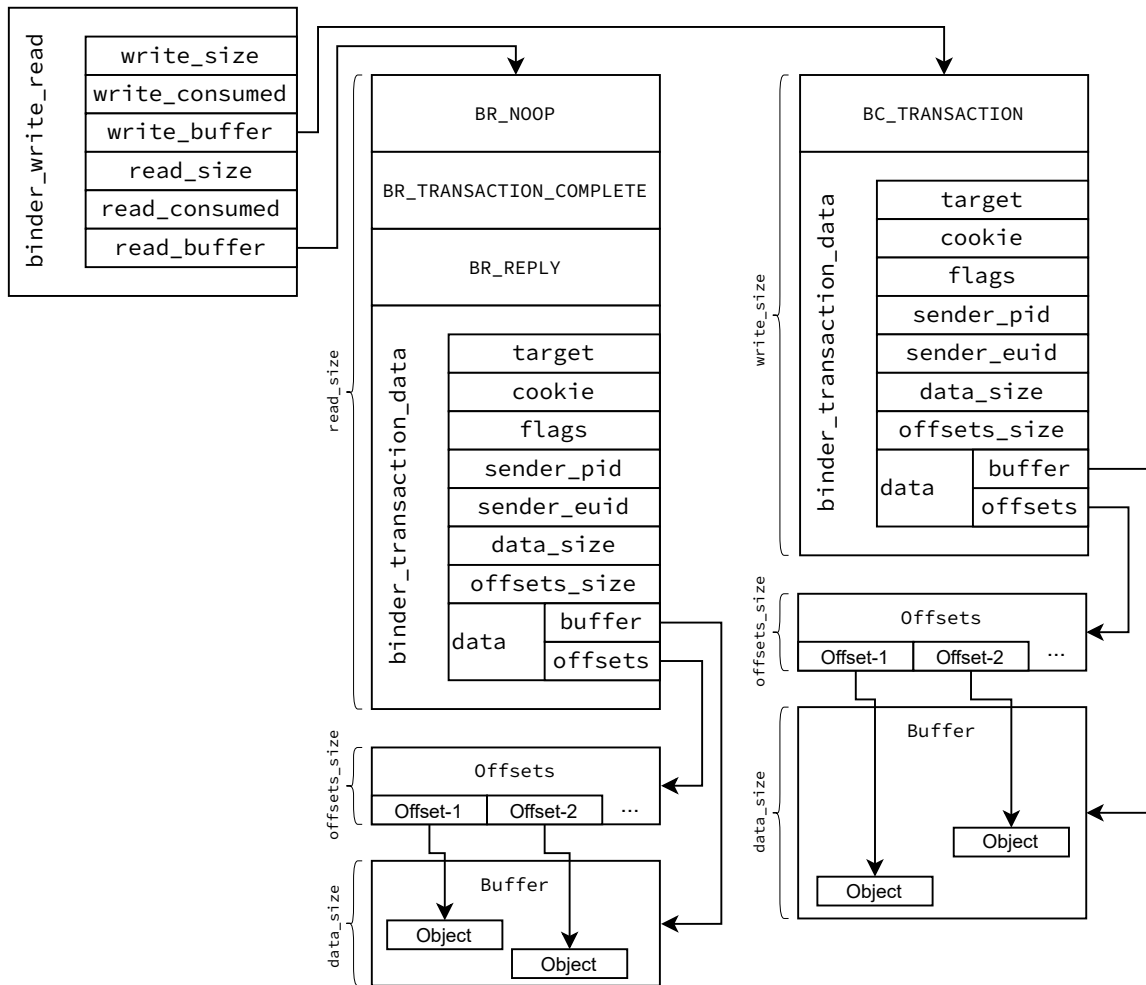 binder_write_read
write_size
write_consumed
write_buffer
read_size
read_consumed
read_buffer
read_size
BR_NOOP
BR_TRANSACTION_COMPLETE
BR_REPLY
binder_transaction_data
target
cookie
flags
sender_pid
sender_euid
data_size
offsets_size
data
buffer
offsets
offsets_size
Offsets
Offset-1 Offset-2 ...
data_size
Buffer
Object
Object
write_size
BC_TRANSACTION
binder_transaction_data
target
cookie
flags
sender_pid
sender_euid
data_size
offsets_size
data
buffer
offsets
offsets_size
Offsets
Offset-1 Offset-2 ...
data_size
Buffer
Object
Object